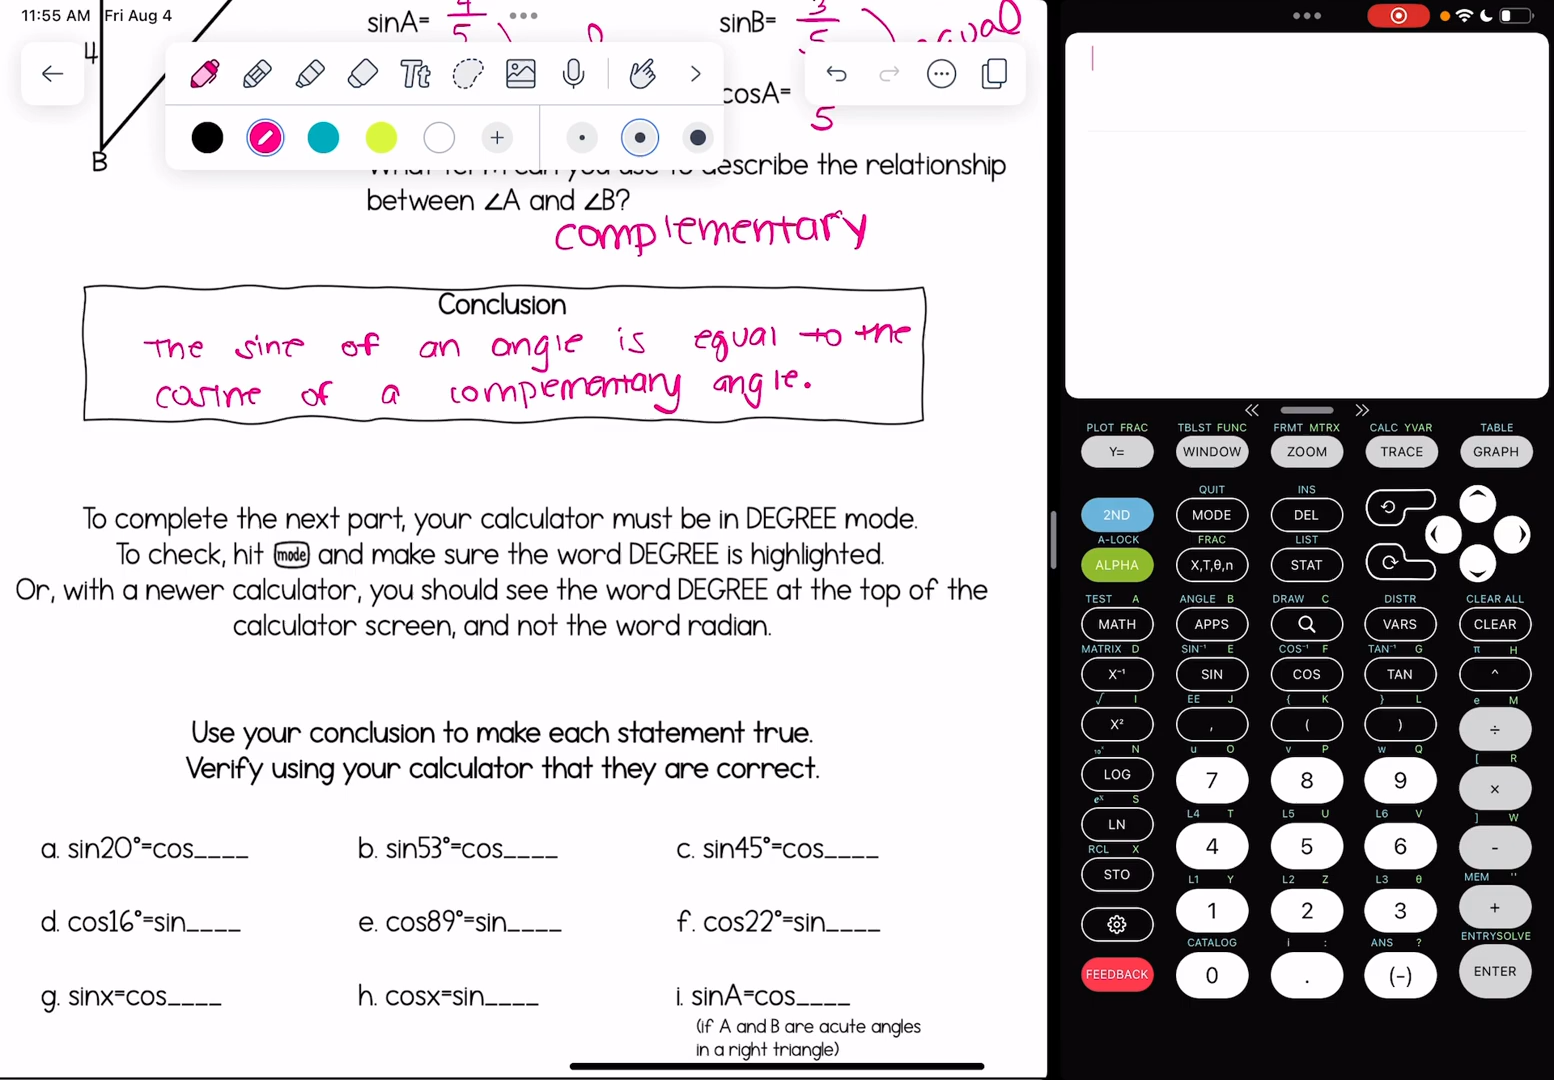 11:55 AM Fri Aug 4
sinA= 4/5
sinB= 3/5
equal
4
cosA=
5
Tt
B
describe the relationship
between ∠A and ∠B?
complementary
Conclusion
The sine of an angle is equal to the
cosine of a compementary angle.
To complete the next part, your calculator must be in DEGREE mode.
To check, hit mode and make sure the word DEGREE is highlighted.
Or, with a newer calculator, you should see the word DEGREE at the top of the
calculator screen, and not the word radian.
Use your conclusion to make each statement true.
Verify using your calculator that they are correct.
a. sin20°=cos____ b. sin53°=cos____ c. sin45°=cos____
d. cos16°=sin____ e. cos89°=sin____ f. cos22°=sin____
g. sinx=cos____ h. cosx=sin____ i. sinA=cos____
(if A and B are acute angles
in a right triangle)
PLOT FRAC TBLST FUNC FRMT MTRX CALC YVAR TABLE
Y= WINDOW ZOOM TRACE GRAPH
QUIT INS
2ND MODE DEL
A-LOCK FRAC LIST
ALPHA X,T,θ,n STAT
TEST A ANGLE B DRAW C DISTR CLEAR ALL
MATH APPS VARS CLEAR
MATRIX D SIN⁻¹ E COS⁻¹ F TAN⁻¹ G π H
X⁻¹ SIN COS TAN ^
√ I EE J { K } L e M
X² , ( ) ÷
10ˣ N u O v P w Q [ R
LOG 7 8 9 ×
eˣ S L4 T L5 U L6 V ] W
LN 4 5 6 -
RCL X L1 Y L2 Z L3 θ MEM "
STO 1 2 3 +
CATALOG i : ANS ? ENTRYSOLVE
FEEDBACK 0 . (-) ENTER